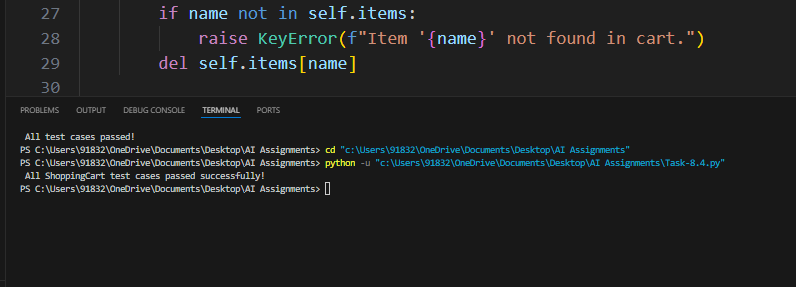 27 if name not in self.items:
28 raise KeyError(f"Item '{name}' not found in cart.")
29 del self.items[name]
30
PROBLEMS OUTPUT DEBUG CONSOLE TERMINAL PORTS
All test cases passed!
PS C:\Users\91832\OneDrive\Documents\Desktop\AI Assignments> cd "c:\Users\91832\OneDrive\Documents\Desktop\AI Assignments"
PS C:\Users\91832\OneDrive\Documents\Desktop\AI Assignments> python -u "c:\Users\91832\OneDrive\Documents\Desktop\AI Assignments\Task-8.4.py"
All ShoppingCart test cases passed successfully!
PS C:\Users\91832\OneDrive\Documents\Desktop\AI Assignments>